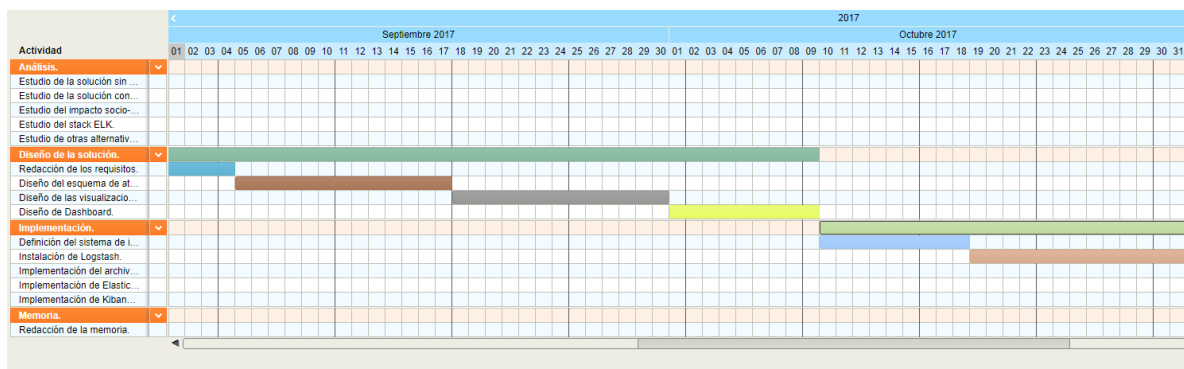 2017
Septiembre 2017 Octubre 2017
Actividad 01 02 03 04 05 06 07 08 09 10 11 12 13 14 15 16 17 18 19 20 21 22 23 24 25 26 27 28 29 30 01 02 03 04 05 06 07 08 09 10 11 12 13 14 15 16 17 18 19 20 21 22 23 24 25 26 27 28 29 30 31
Análisis.
Estudio de la solución sin ...
Estudio de la solución con...
Estudio del impacto socio-...
Estudio del stack ELK.
Estudio de otras alternativ...
Diseño de la solución.
Redacción de los requisitos.
Diseño del esquema de at...
Diseño de las visualizacio...
Diseño de Dashboard.
Implementación.
Definición del sistema de i...
Instalación de Logstash.
Implementación del archiv...
Implementación de Elastic...
Implementación de Kiban...
Memoria.
Redacción de la memoria.